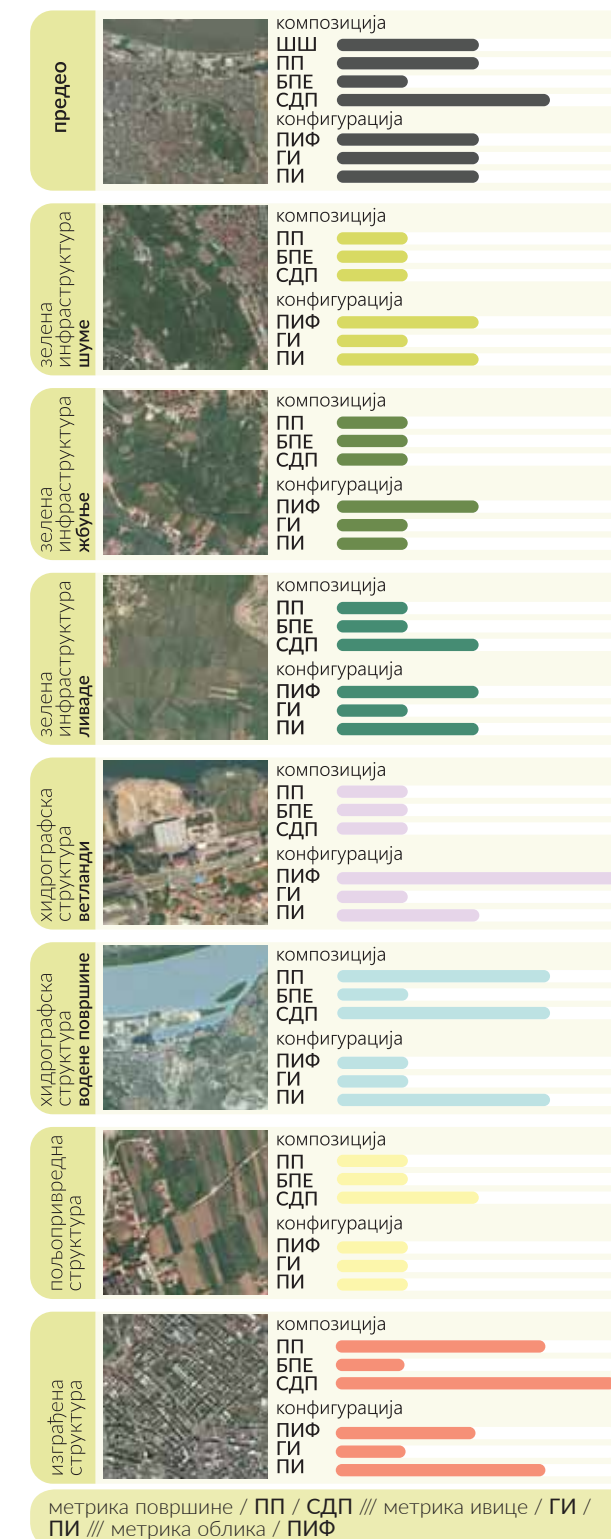 предео
композиција
ШШ
ПП
БПЕ
СДП
конфигурација
ПИФ
ГИ
ПИ
зелена
инфраструктура
шуме
композиција
ПП
БПЕ
СДП
конфигурација
ПИФ
ГИ
ПИ
зелена
инфраструктура
жбуње
композиција
ПП
БПЕ
СДП
конфигурација
ПИФ
ГИ
ПИ
зелена
инфраструктура
ливаде
композиција
ПП
БПЕ
СДП
конфигурација
ПИФ
ГИ
ПИ
хидрографска
структура
ветланди
композиција
ПП
БПЕ
СДП
конфигурација
ПИФ
ГИ
ПИ
хидрографска
структура
водене површине
композиција
ПП
БПЕ
СДП
конфигурација
ПИФ
ГИ
ПИ
пољопривредна
структура
композиција
ПП
БПЕ
СДП
конфигурација
ПИФ
ГИ
ПИ
изграђена
структура
композиција
ПП
БПЕ
СДП
конфигурација
ПИФ
ГИ
ПИ
метрика површине / ПП / СДП /// метрика ивице / ГИ /
ПИ /// метрика облика / ПИФ